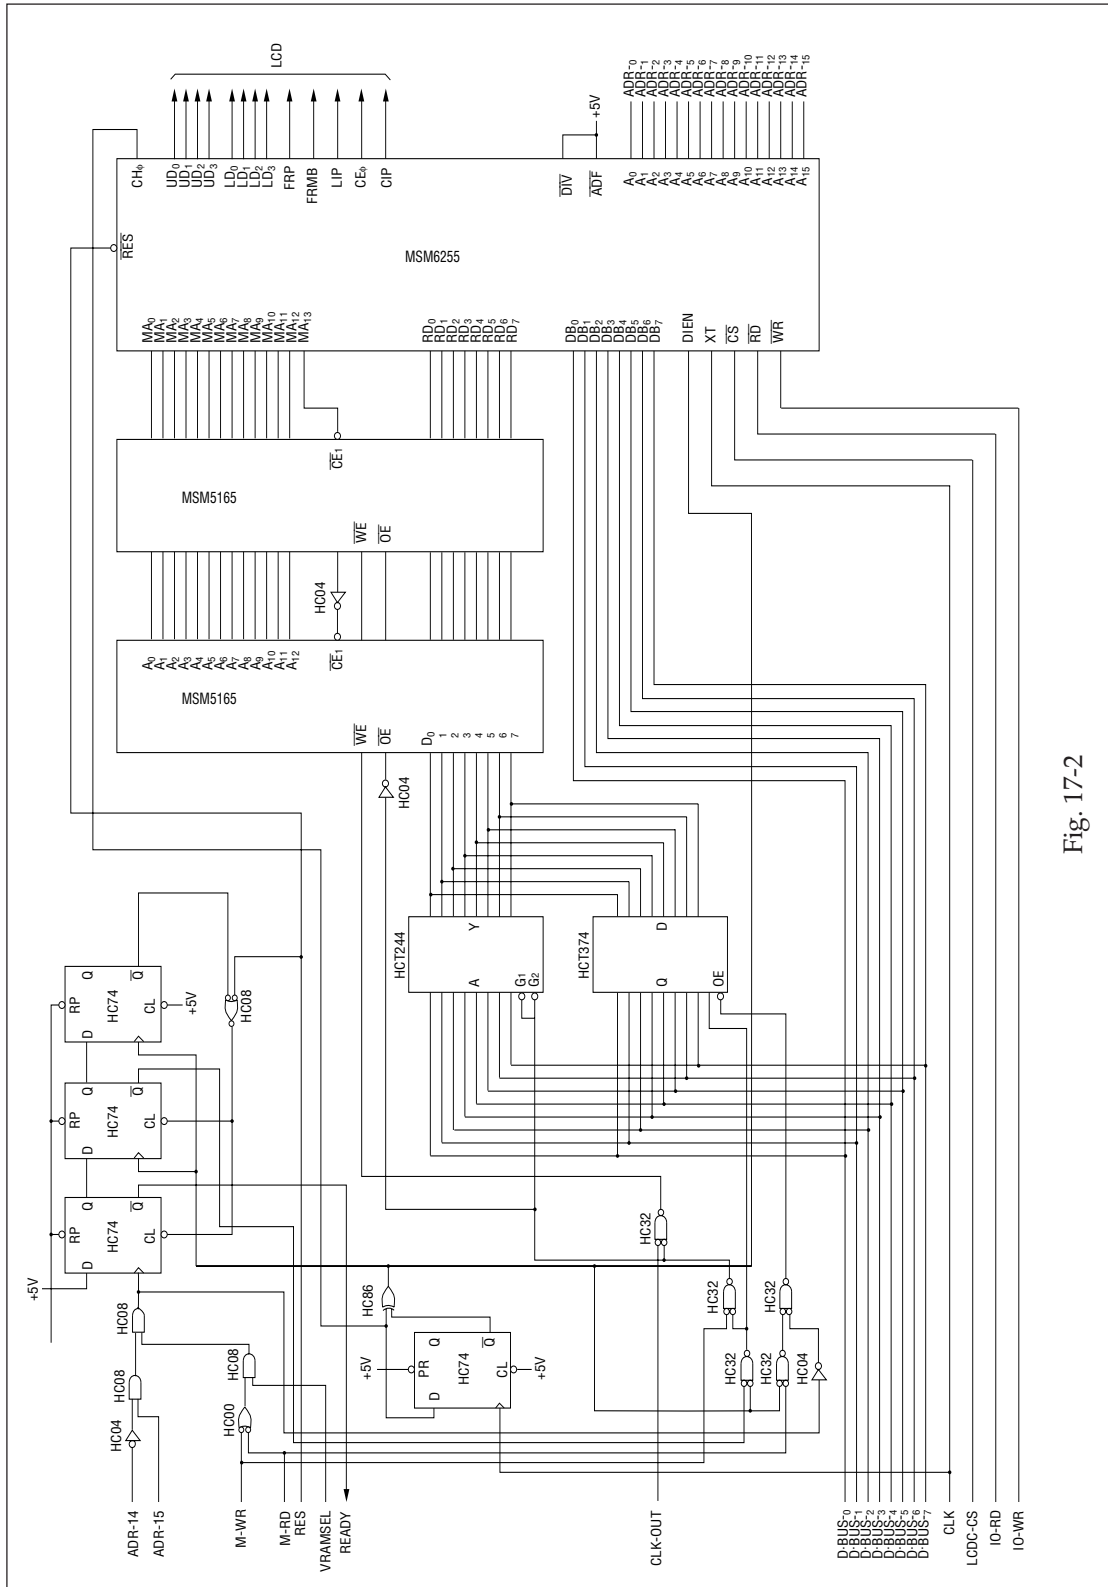 LCD
CHφ
UD0
UD1
UD2
UD3
LD0
LD1
LD2
LD3
FRP
FRMB
LIP
CEφ
CIP
DIV
ADF
+5V
A0 ADR-0
A1 ADR-1
A2 ADR-2
A3 ADR-3
A4 ADR-4
A5 ADR-5
A6 ADR-6
A7 ADR-7
A8 ADR-8
A9 ADR-9
A10 ADR-10
A11 ADR-11
A12 ADR-12
A13 ADR-13
A14 ADR-14
A15 ADR-15
RES
MSM6255
MA0
MA1
MA2
MA3
MA4
MA5
MA6
MA7
MA8
MA9
MA10
MA11
MA12
MA13
RD0
RD1
RD2
RD3
RD4
RD5
RD6
RD7
DB0
DB1
DB2
DB3
DB4
DB5
DB6
DB7
DIEN
XT
CS
RD
WR
CE1
MSM5165
WE
OE
HC04
A0
A1
A2
A3
A4
A5
A6
A7
A8
A9
A10
A11
A12
CE1
MSM5165
WE
OE
D0
1
2
3
4
5
6
7
HC04
HCT244
Y
A
G1
G2
HCT374
D
Q
OE
RP
Q
HC74
Q
D
CL
+5V
HC08
RP
Q
HC74
Q
D
CL
RP
Q
HC74
Q
D
CL
+5V
HC08
HC08
HC08
HC04
HC00
HC86
+5V
PR
Q
HC74
Q
D
CL
+5V
HC32
HC32
HC32
HC32
HC32
HC04
ADR-14
ADR-15
M-WR
M-RD
RES
VRAMSEL
READY
CLK-OUT
D-BUS-0
D-BUS-1
D-BUS-2
D-BUS-3
D-BUS-4
D-BUS-5
D-BUS-6
D-BUS-7
CLK
LCDC-CS
IO-RD
IO-WR
Fig. 17-2